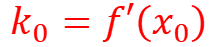 k₀ = f′(x₀)